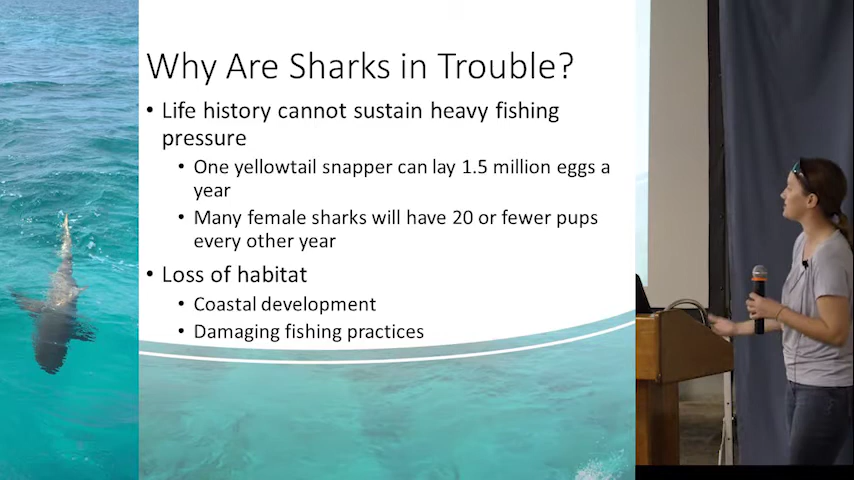 Why Are Sharks in Trouble?
• Life history cannot sustain heavy fishing
pressure
• One yellowtail snapper can lay 1.5 million eggs a
year
• Many female sharks will have 20 or fewer pups
every other year
• Loss of habitat
• Coastal development
• Damaging fishing practices